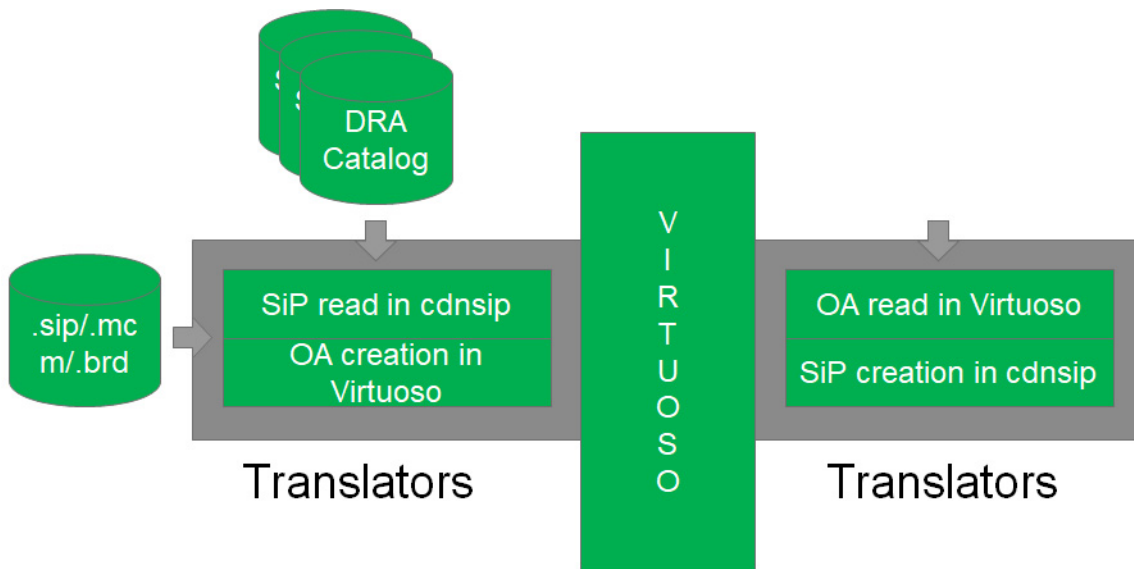 S
S
DRA
Catalog
.sip/.mc
m/.brd
SiP read in cdnsip
OA creation in
Virtuoso
V
I
R
T
U
O
S
O
OA read in Virtuoso
SiP creation in cdnsip
Translators
Translators